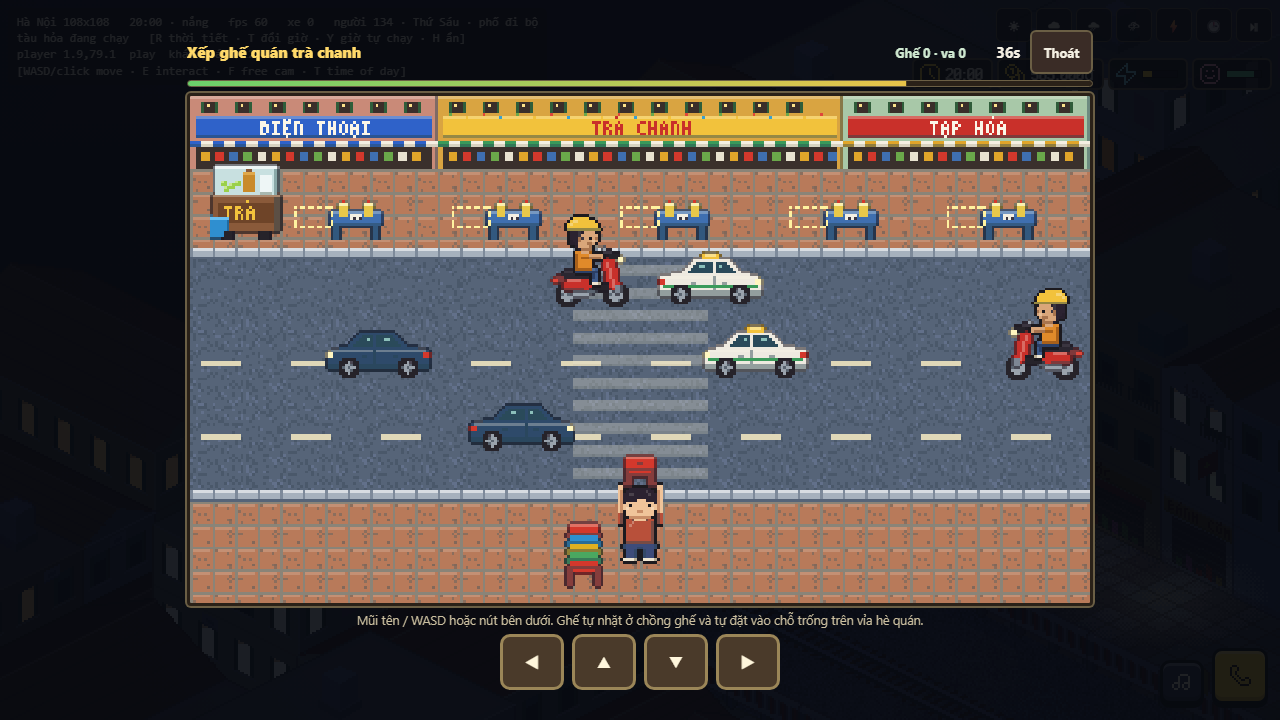 Hà Nội 108x108 20:00 · nắng fps 60 xe 0 người 134 · Thứ Sáu · phố đi bộ
tàu hỏa đang chạy [R thời tiết · T đổi giờ · Y giờ tự chạy · H ẩn]
player 1.9,79.1 play
[WASD/click move · E interact · F free cam · T time of day]
Xếp ghế quán trà chanh
Ghế 0 · va 0
36s
Thoát
20:00
ĐIỆN THOẠI
TRÀ CHANH
TẠP HÓA
TRÀ
Mũi tên / WASD hoặc nút bên dưới. Ghế tự nhặt ở chồng ghế và tự đặt vào chỗ trống trên vỉa hè quán.